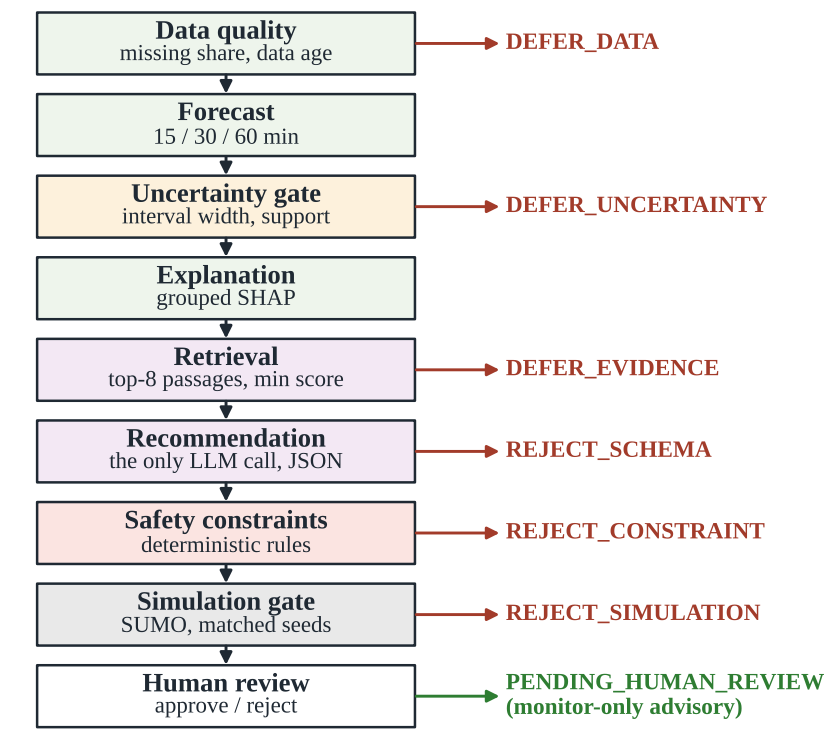 Data quality
missing share, data age
DEFER_DATA
Forecast
15 / 30 / 60 min
Uncertainty gate
interval width, support
DEFER_UNCERTAINTY
Explanation
grouped SHAP
Retrieval
top-8 passages, min score
DEFER_EVIDENCE
Recommendation
the only LLM call, JSON
REJECT_SCHEMA
Safety constraints
deterministic rules
REJECT_CONSTRAINT
Simulation gate
SUMO, matched seeds
REJECT_SIMULATION
Human review
approve / reject
PENDING_HUMAN_REVIEW
(monitor-only advisory)